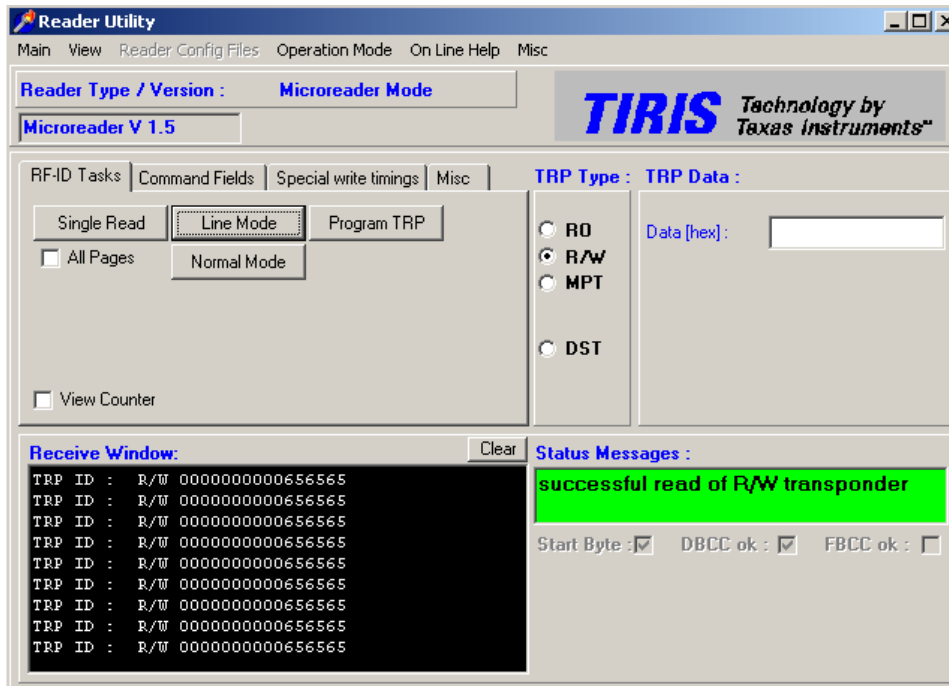 Reader Utility
Main View Reader Config Files Operation Mode On Line Help Misc
Reader Type / Version : Microreader Mode
Microreader V 1.5
TIRIS Technology by
Texas Instruments™
RF-ID Tasks Command Fields Special write timings Misc
Single Read Line Mode Program TRP
All Pages Normal Mode
View Counter
TRP Type :
RO
R/W
MPT
DST
TRP Data :
Data [hex] :
Receive Window: Clear
TRP ID : R/W 0000000000656565
TRP ID : R/W 0000000000656565
TRP ID : R/W 0000000000656565
TRP ID : R/W 0000000000656565
TRP ID : R/W 0000000000656565
TRP ID : R/W 0000000000656565
TRP ID : R/W 0000000000656565
TRP ID : R/W 0000000000656565
TRP ID : R/W 0000000000656565
Status Messages :
successful read of R/W transponder
Start Byte : DBCC ok : FBCC ok :